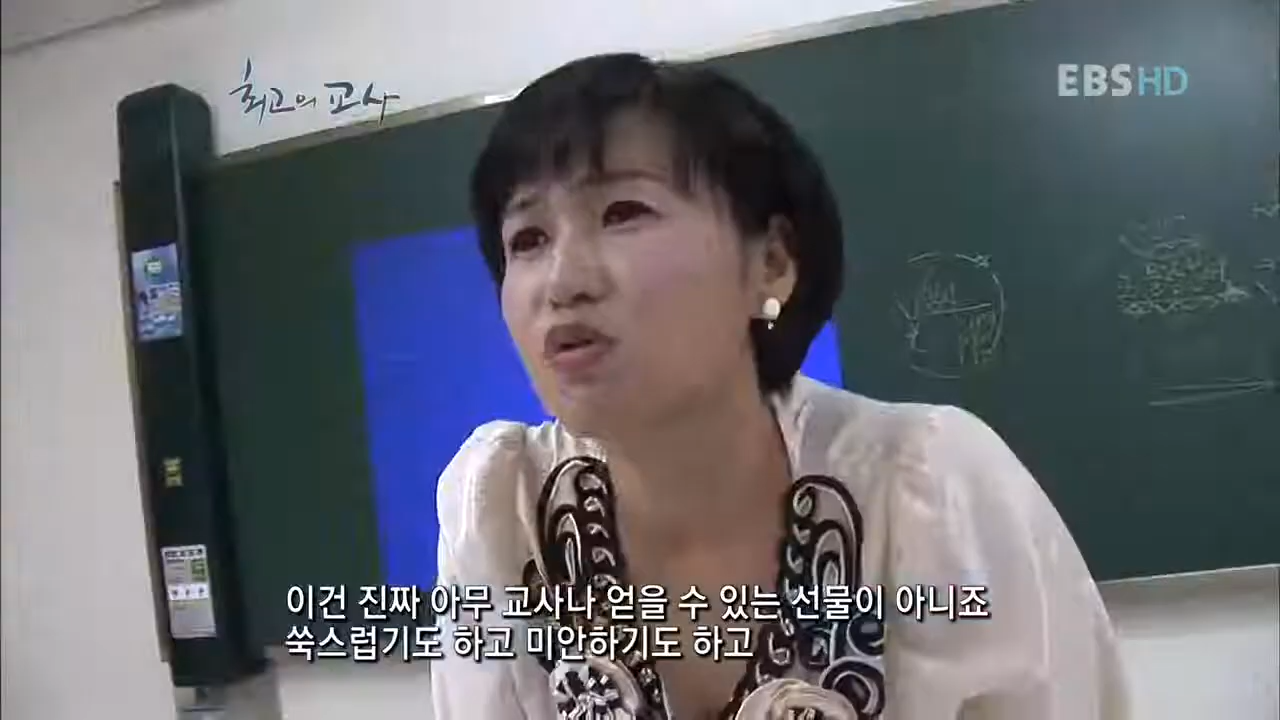 최고의 교사
EBS HD
이건 진짜 아무 교사나 얻을 수 있는 선물이 아니죠
쑥스럽기도 하고 미안하기도 하고